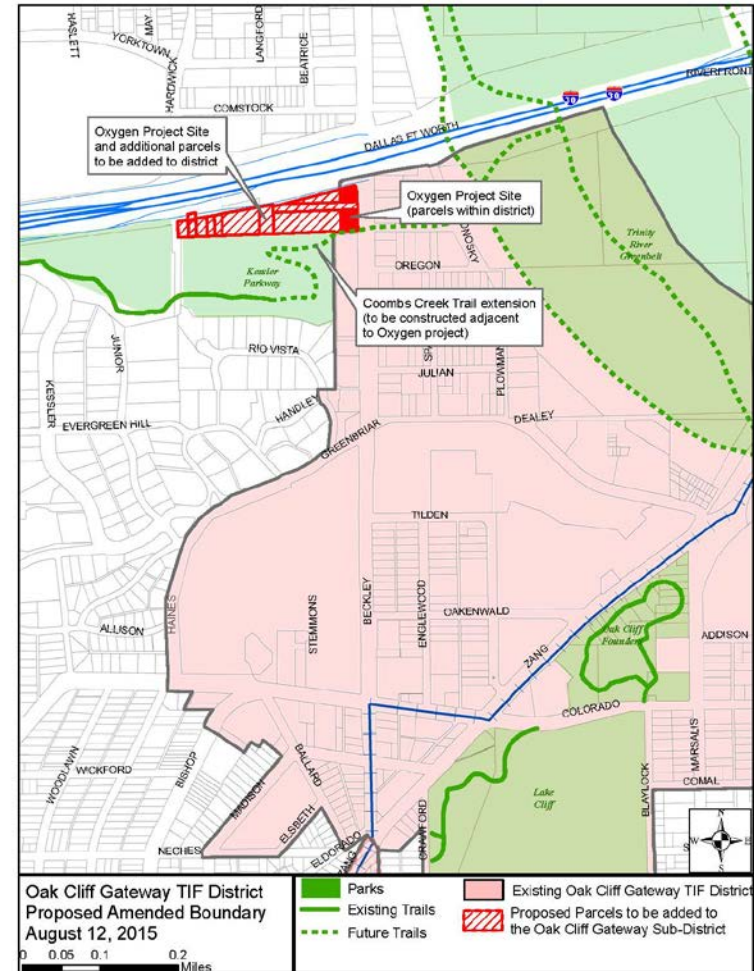 HASLETT
MAY
YORKTOWN
HARDWICK
LANGFORD
BEATRICE
COMSTOCK
RIVERFRONT
30
30
DALLAS FT WORTH
Oxygen Project Site
and additional parcels
to be added to district
Oxygen Project Site
(parcels within district)
Trinity
River
Greenbelt
OREGON
Kessler
Parkway
Coombs Creek Trail extension
(to be constructed adjacent
to Oxygen project)
JUNIOR
RIO VISTA
JULIAN
PLOWMAN
KESSLER
HANDLEY
EVERGREEN HILL
GREENBRIAR
DEALEY
TILDEN
HAINES
STEMMONS
BECKLEY
ENGLEWOOD
OAKENWALD
ALLISON
ZANG
Oak Cliff
Founders
ADDISON
COLORADO
WOODLAWN
WICKFORD
BISHOP
MADISON
BALLARD
ELSBETH
NECHES
ELDORADO
ZANG
CRAWFORD
Lake
Cliff
BLAYLOCK
MARSALIS
COMAL
N
W
E
S
Oak Cliff Gateway TIF District
Proposed Amended Boundary
August 12, 2015
0 0.05 0.1 0.2
Miles
Parks
Existing Trails
Future Trails
Existing Oak Cliff Gateway TIF District
Proposed Parcels to be added to
the Oak Cliff Gateway Sub-District